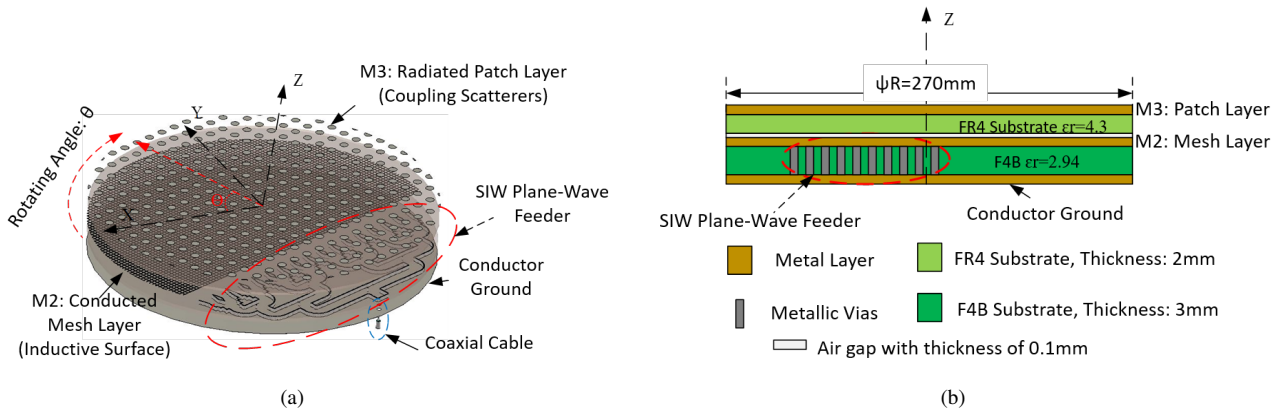 M3: Radiated Patch Layer
(Coupling Scatterers)
Z
Y
X
Rotating Angle: θ
Θ
SIW Plane-Wave
Feeder
Conductor
Ground
M2: Conducted
Mesh Layer
(Inductive Surface)
Coaxial Cable
(a)
Z
ψR=270mm
M3: Patch Layer
FR4 Substrate εr=4.3
M2: Mesh Layer
F4B εr=2.94
SIW Plane-Wave Feeder
Conductor Ground
Metal Layer
FR4 Substrate, Thickness: 2mm
Metallic Vias
F4B Substrate, Thickness: 3mm
Air gap with thickness of 0.1mm
(b)